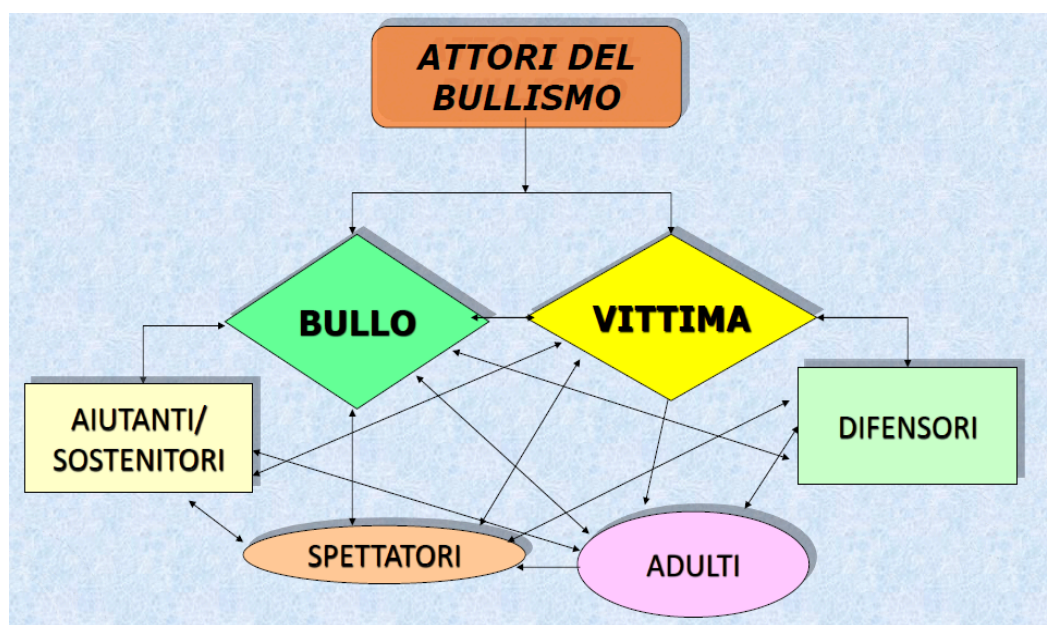 ATTORI DEL
BULLISMO
BULLO
VITTIMA
AIUTANTI/
SOSTENITORI
DIFENSORI
SPETTATORI
ADULTI